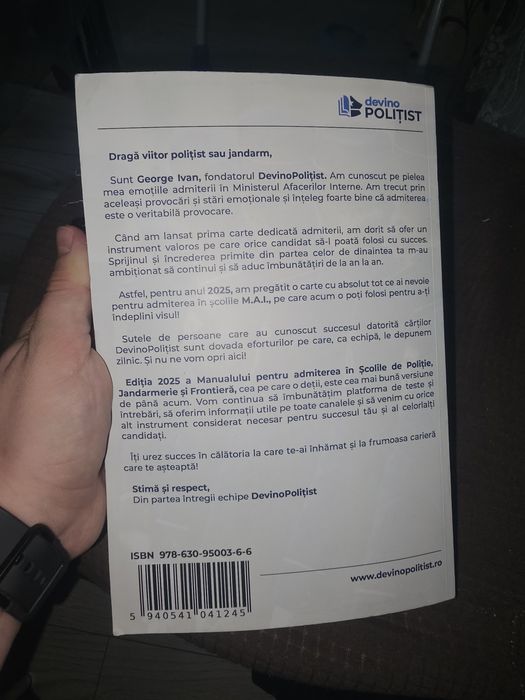 devino
POLIȚIST
Dragă viitor polițist sau jandarm,
Sunt George Ivan, fondatorul DevinoPolițist. Am cunoscut pe pielea
mea emoțiile admiterii în Ministerul Afacerilor Interne. Am trecut prin
aceleași provocări și stări emoționale și înțeleg foarte bine că admiterea
este o veritabilă provocare.
Când am lansat prima carte dedicată admiterii, am dorit să ofer un
instrument valoros pe care orice candidat să-l poată folosi cu succes.
Sprijinul și încrederea primite din partea celor de dinaintea ta m-au
ambiționat să continui și să aduc îmbunătățiri de la an la an.
Astfel, pentru anul 2025, am pregătit o carte cu absolut tot ce ai nevoie
pentru admiterea în școlile M.A.I., pe care acum o poți folosi pentru a-ți
îndeplini visul!
Sutele de persoane care au cunoscut succesul datorită cărților
DevinoPolițist sunt dovada eforturilor pe care, ca echipă, le depunem
zilnic. Și nu ne vom opri aici!
Ediția 2025 a Manualului pentru admiterea în Școlile de Poliție,
Jandarmerie și Frontieră, cea pe care o deții, este cea mai bună versiune
de până acum. Vom continua să îmbunătățim platforma de teste și
întrebări, să oferim informații utile pe toate canalele și să venim cu orice
alt instrument considerat necesar pentru succesul tău și al celorlalți
candidați.
Îți urez succes în călătoria la care te-ai înhămat și la frumoasa carieră
care te așteaptă!
Stimă și respect,
Din partea întregii echipe DevinoPolițist
ISBN 978-630-95003-6-6
5 940541 041245
www.devinopolitist.ro